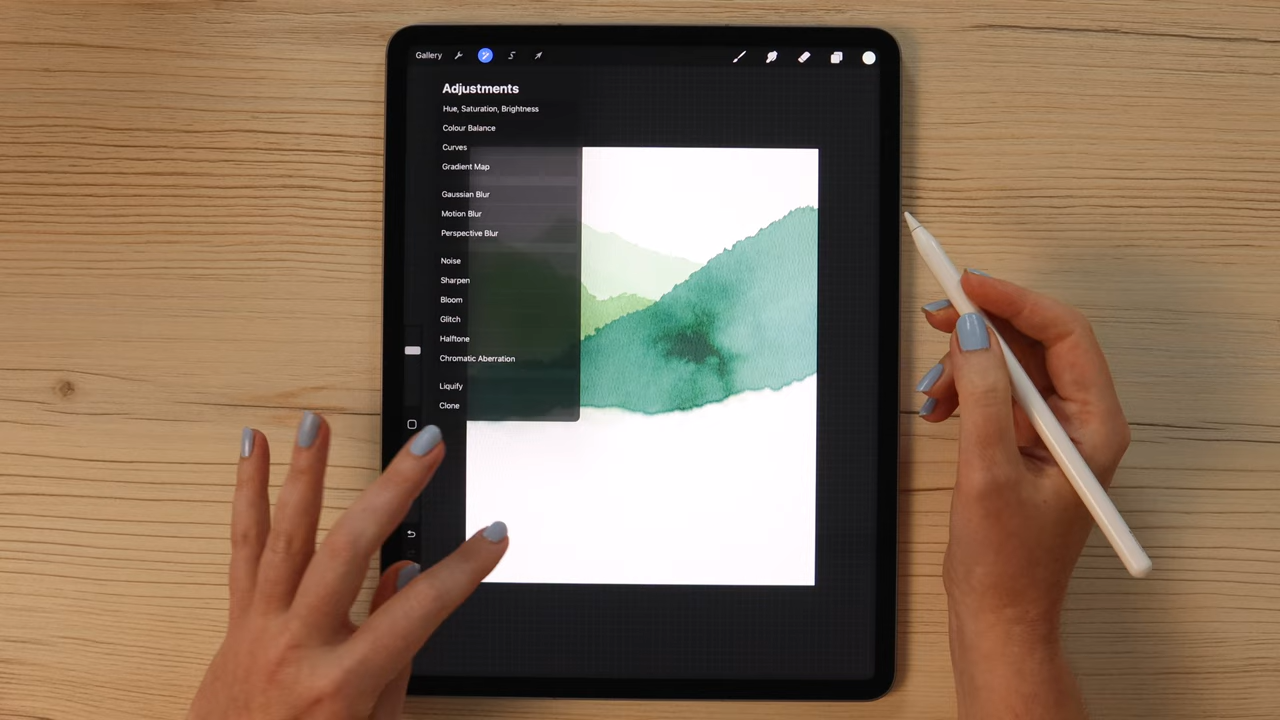 Gallery
Adjustments
Hue, Saturation, Brightness
Colour Balance
Curves
Gradient Map
Gaussian Blur
Motion Blur
Perspective Blur
Noise
Sharpen
Bloom
Glitch
Halftone
Chromatic Aberration
Liquify
Clone